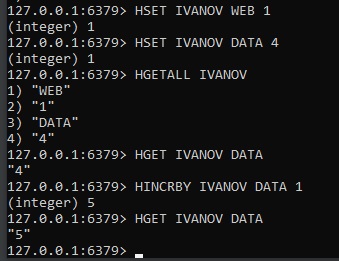 127.0.0.1:6379> HSET IVANOV WEB 1
(integer) 1
127.0.0.1:6379> HSET IVANOV DATA 4
(integer) 1
127.0.0.1:6379> HGETALL IVANOV
1) "WEB"
2) "1"
3) "DATA"
4) "4"
127.0.0.1:6379> HGET IVANOV DATA
"4"
127.0.0.1:6379> HINCRBY IVANOV DATA 1
(integer) 5
127.0.0.1:6379> HGET IVANOV DATA
"5"
127.0.0.1:6379>